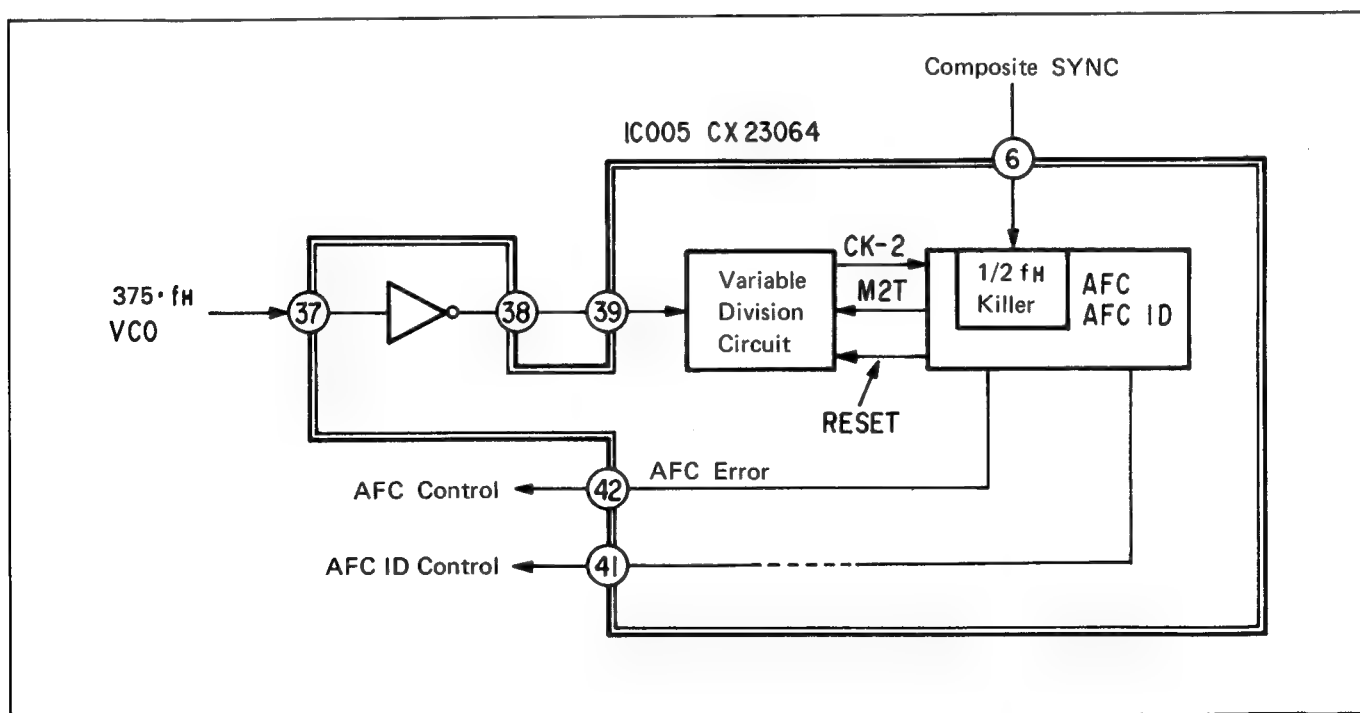 Composite SYNC
IC005 CX23064
6
375·fH
VCO
37
38
39
Variable
Division
Circuit
CK-2
M2T
RESET
1/2 fH
Killer
AFC
AFC ID
AFC Control
42
AFC Error
AFC ID Control
41